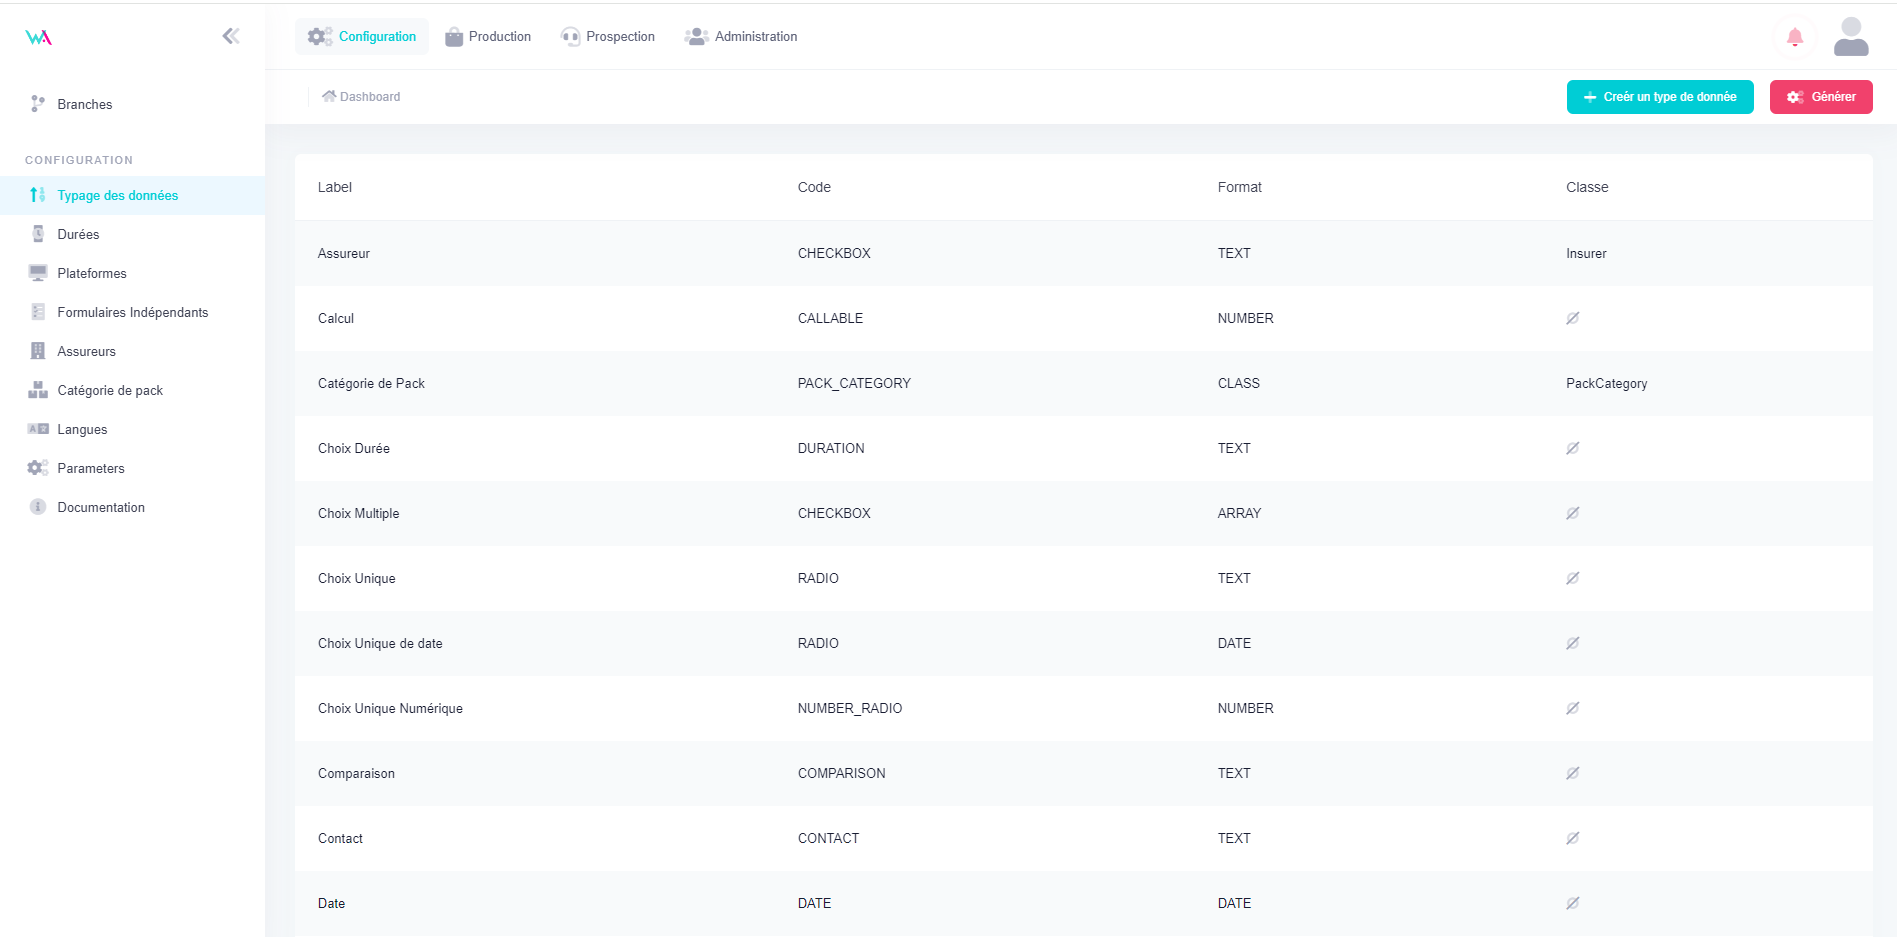 WA
Configuration Production Prospection Administration
Dashboard
Creér un type de donnée Générer
Branches
CONFIGURATION
Typage des données
Durées
Plateformes
Formulaires Indépendants
Assureurs
Catégorie de pack
Langues
Parameters
Documentation
Label Code Format Classe
Assureur CHECKBOX TEXT Insurer
Calcul CALLABLE NUMBER
Catégorie de Pack PACK_CATEGORY CLASS PackCategory
Choix Durée DURATION TEXT
Choix Multiple CHECKBOX ARRAY
Choix Unique RADIO TEXT
Choix Unique de date RADIO DATE
Choix Unique Numérique NUMBER_RADIO NUMBER
Comparaison COMPARISON TEXT
Contact CONTACT TEXT
Date DATE DATE